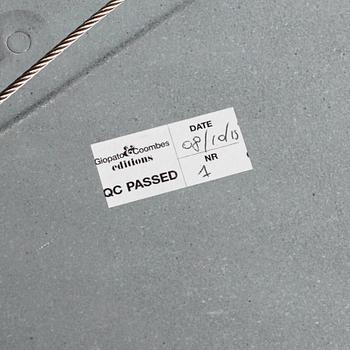 Giopato & Coombes
editions
QC PASSED
DATE
08/10/15
NR
1